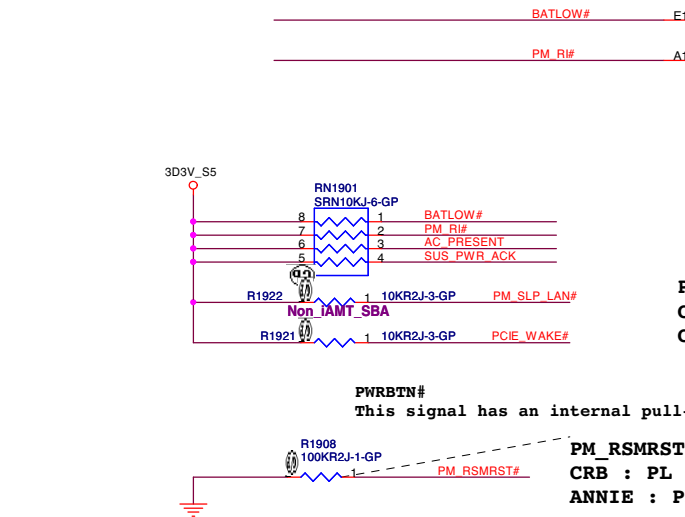 BATLOW#
E1
PM_RI#
A1
3D3V_S5
RN1901
SRN10KJ-6-GP
8 1 BATLOW#
7 2 PM_RI#
6 3 AC_PRESENT
5 4 SUS_PWR_ACK
R1922 1 10KR2J-3-GP PM_SLP_LAN#
Non_iAMT_SBA
R1921 1 10KR2J-3-GP PCIE_WAKE#
PWRBTN#
This signal has an internal pull-
R1908
100KR2J-1-GP
1 PM_RSMRST#
PM_RSMRST
CRB : PL
ANNIE : P